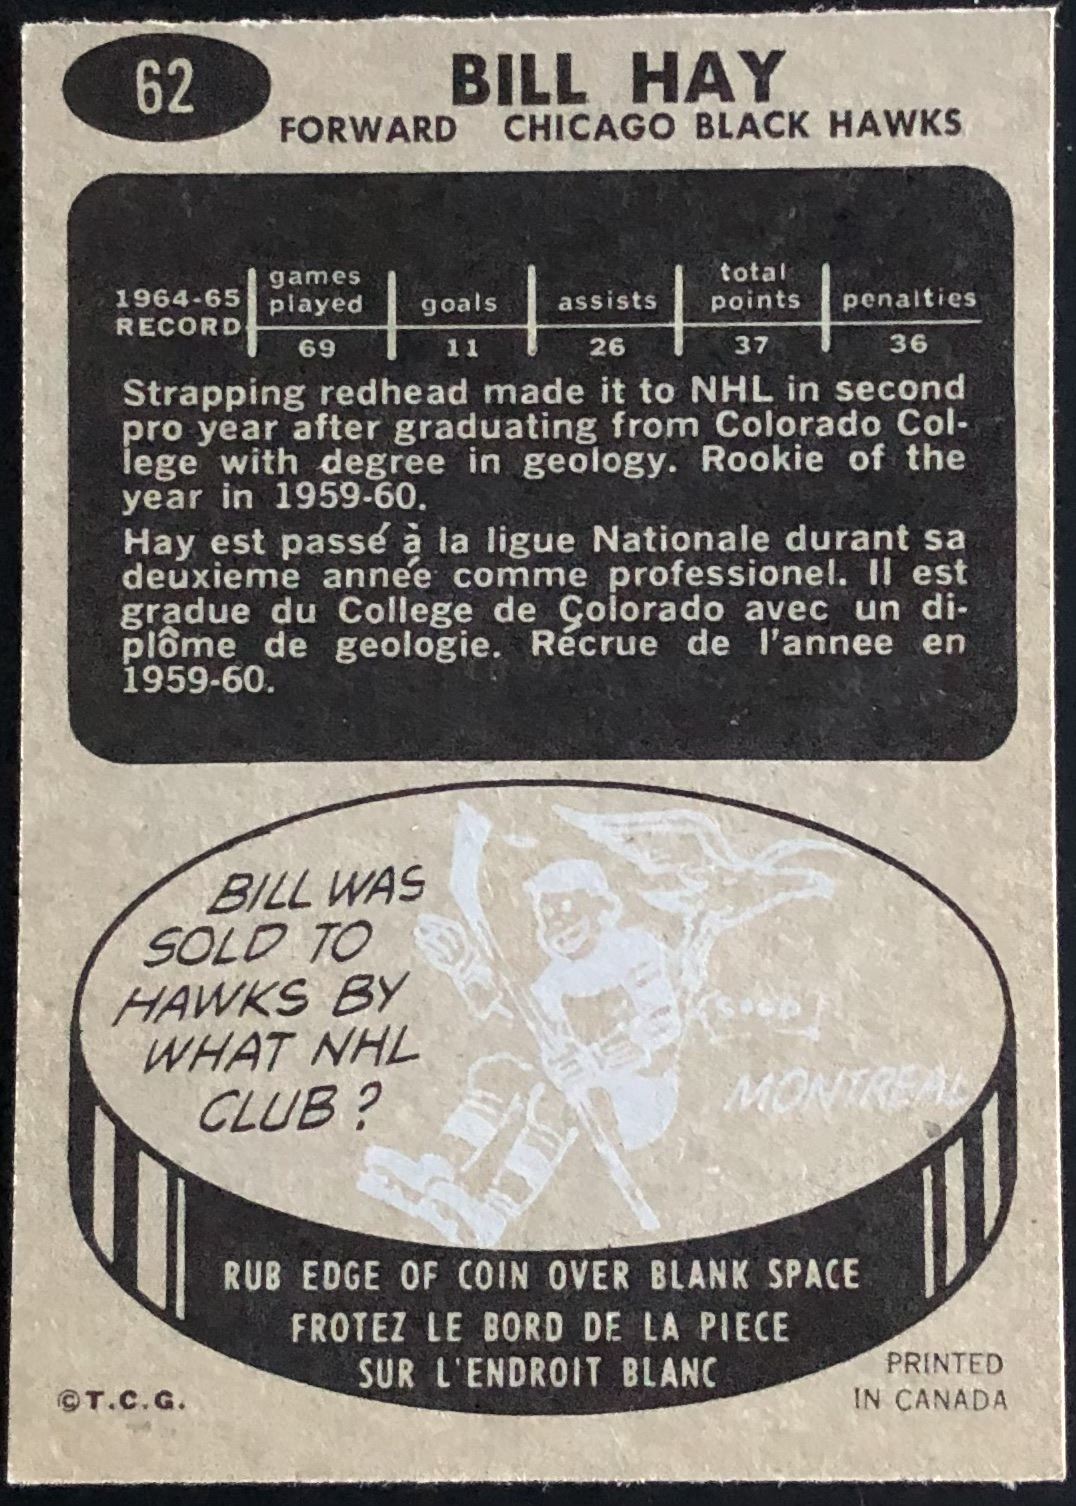 62
BILL HAY
FORWARD CHICAGO BLACK HAWKS
1964-65 RECORD games played goals assists total points penalties
69 11 26 37 36
Strapping redhead made it to NHL in second
pro year after graduating from Colorado Col-
lege with degree in geology. Rookie of the
year in 1959-60.
Hay est passé à la ligue Nationale durant sa
deuxieme année comme professionel. Il est
gradue du College de Colorado avec un di-
plôme de geologie. Récrue de l'annee en
1959-60.
BILL WAS
SOLD TO
HAWKS BY
WHAT NHL
CLUB?
SOLD
MONTREAL
RUB EDGE OF COIN OVER BLANK SPACE
FROTEZ LE BORD DE LA PIECE
SUR L'ENDROIT BLANC
©T.C.G.
PRINTED
IN CANADA